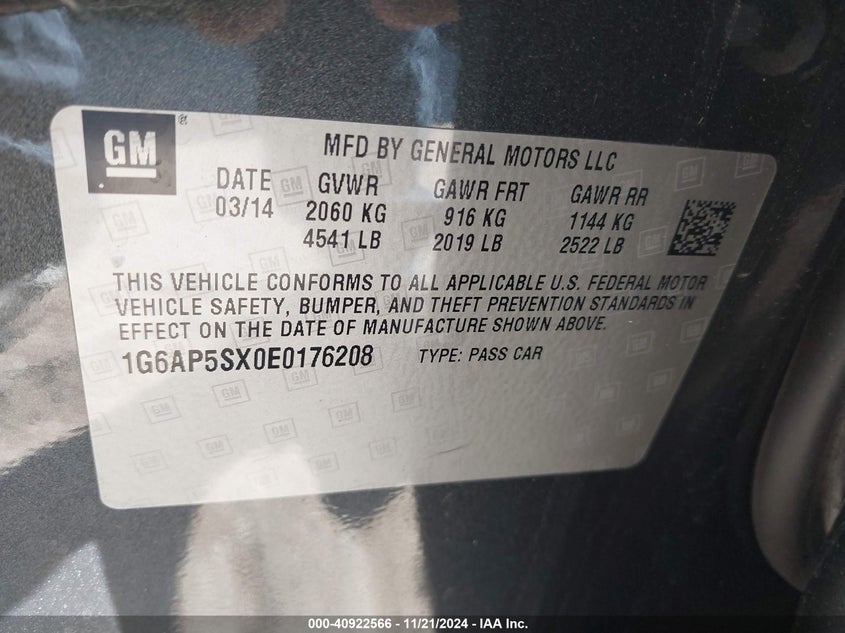 GM
MFD BY GENERAL MOTORS LLC
DATE GVWR GAWR FRT GAWR RR
03/14 2060 KG 916 KG 1144 KG
4541 LB 2019 LB 2522 LB
THIS VEHICLE CONFORMS TO ALL APPLICABLE U.S. FEDERAL MOTOR
VEHICLE SAFETY, BUMPER, AND THEFT PREVENTION STANDARDS IN
EFFECT ON THE DATE OF MANUFACTURE SHOWN ABOVE.
1G6AP5SX0E0176208 TYPE: PASS CAR
000-40922566 - 11/21/2024 - IAA Inc.